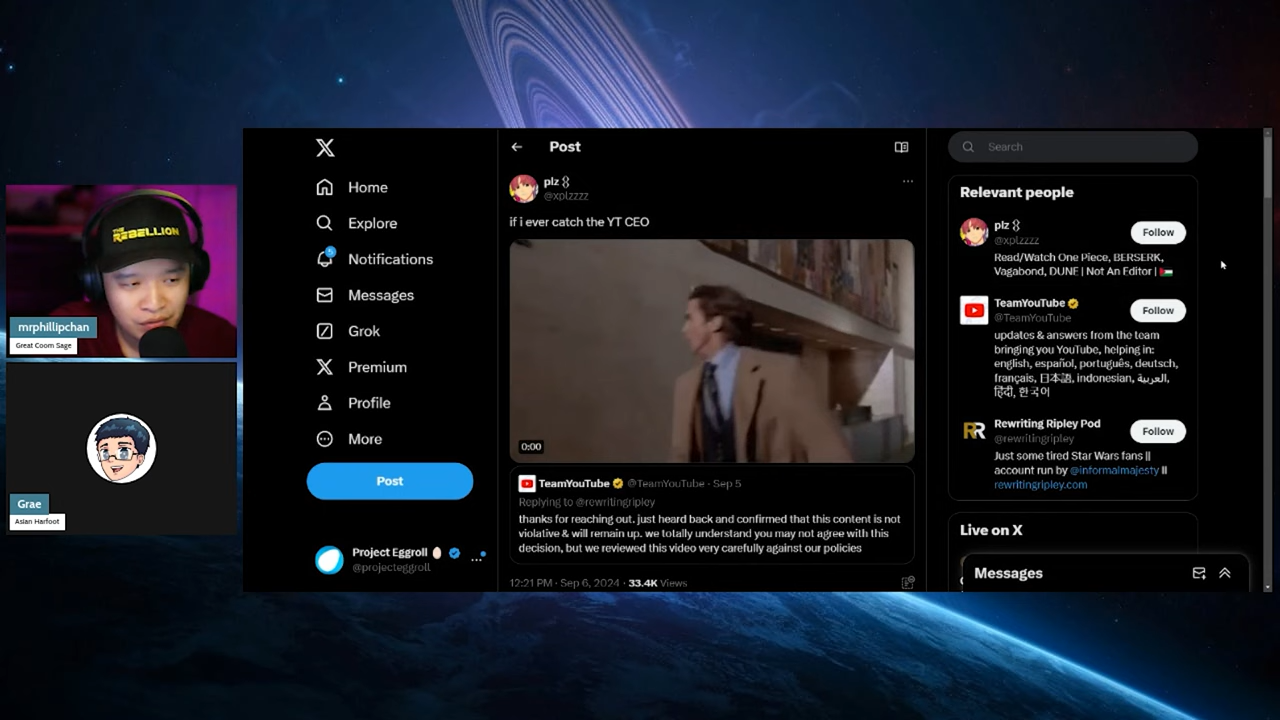 THE
REBELLION
mrphillipchan
Great Coom Sage
Grae
Asian Harfoot
Home
Explore
Notifications
Messages
Grok
Premium
Profile
More
Post
Project Eggroll
@projecteggroll
Post
plz
@xplzzzz
if i ever catch the YT CEO
0:00
TeamYouTube @TeamYouTube · Sep 5
Replying to @rewritingripley
thanks for reaching out. just heard back and confirmed that this content is not
violative & will remain up. we totally understand you may not agree with this
decision, but we reviewed this video very carefully against our policies
12:21 PM · Sep 6, 2024 · 33.4K Views
Search
Relevant people
plz
@xplzzzz
Follow
Read/Watch One Piece, BERSERK,
Vagabond, DUNE | Not An Editor |
TeamYouTube
@TeamYouTube
Follow
updates & answers from the team
bringing you YouTube, helping in:
english, español, português, deutsch,
français, 日本語, indonesian, العربية,
हिंदी, 한국어
Rewriting Ripley Pod
@rewritingripley
Follow
Just some tired Star Wars fans ||
account run by @informalmajesty ||
rewritingripley.com
Live on X
Messages